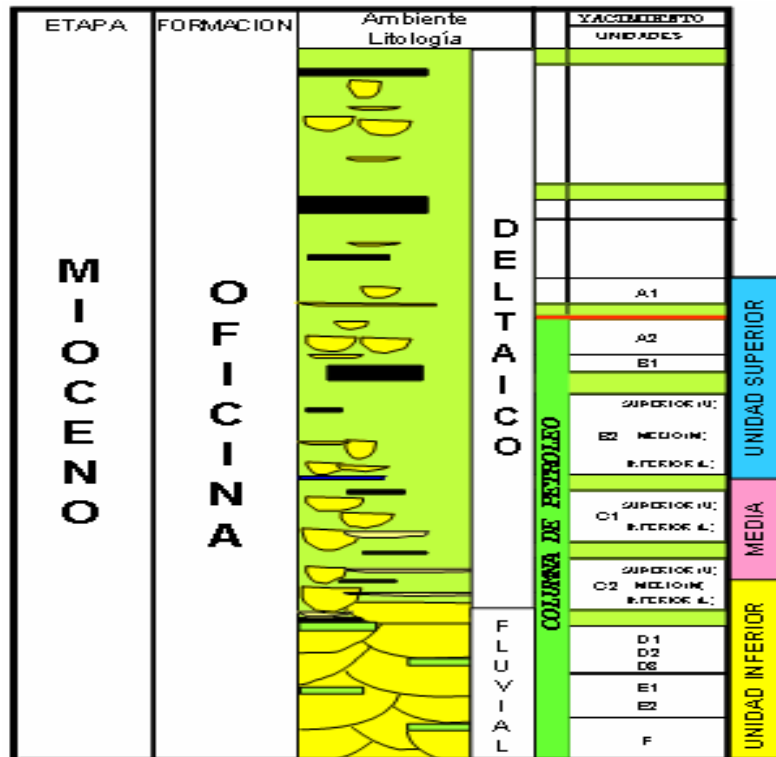 ETAPA
FORMACION
Ambiente
Litología
YACIMIENTO
UNIDADES
MIOCENO
OFICINA
DELTAICO
FLUVIAL
COLUMNA DE PETROLEO
A1
A2
B1
SUPERIOR (U)
B2 MEDIO (M)
INFERIOR (L)
SUPERIOR (U)
C1
INFERIOR (L)
SUPERIOR (U)
C2 MEDIO (M)
INFERIOR (L)
D1
D2
D3
E1
E2
F
UNIDAD SUPERIOR
MEDIA
UNIDAD INFERIOR